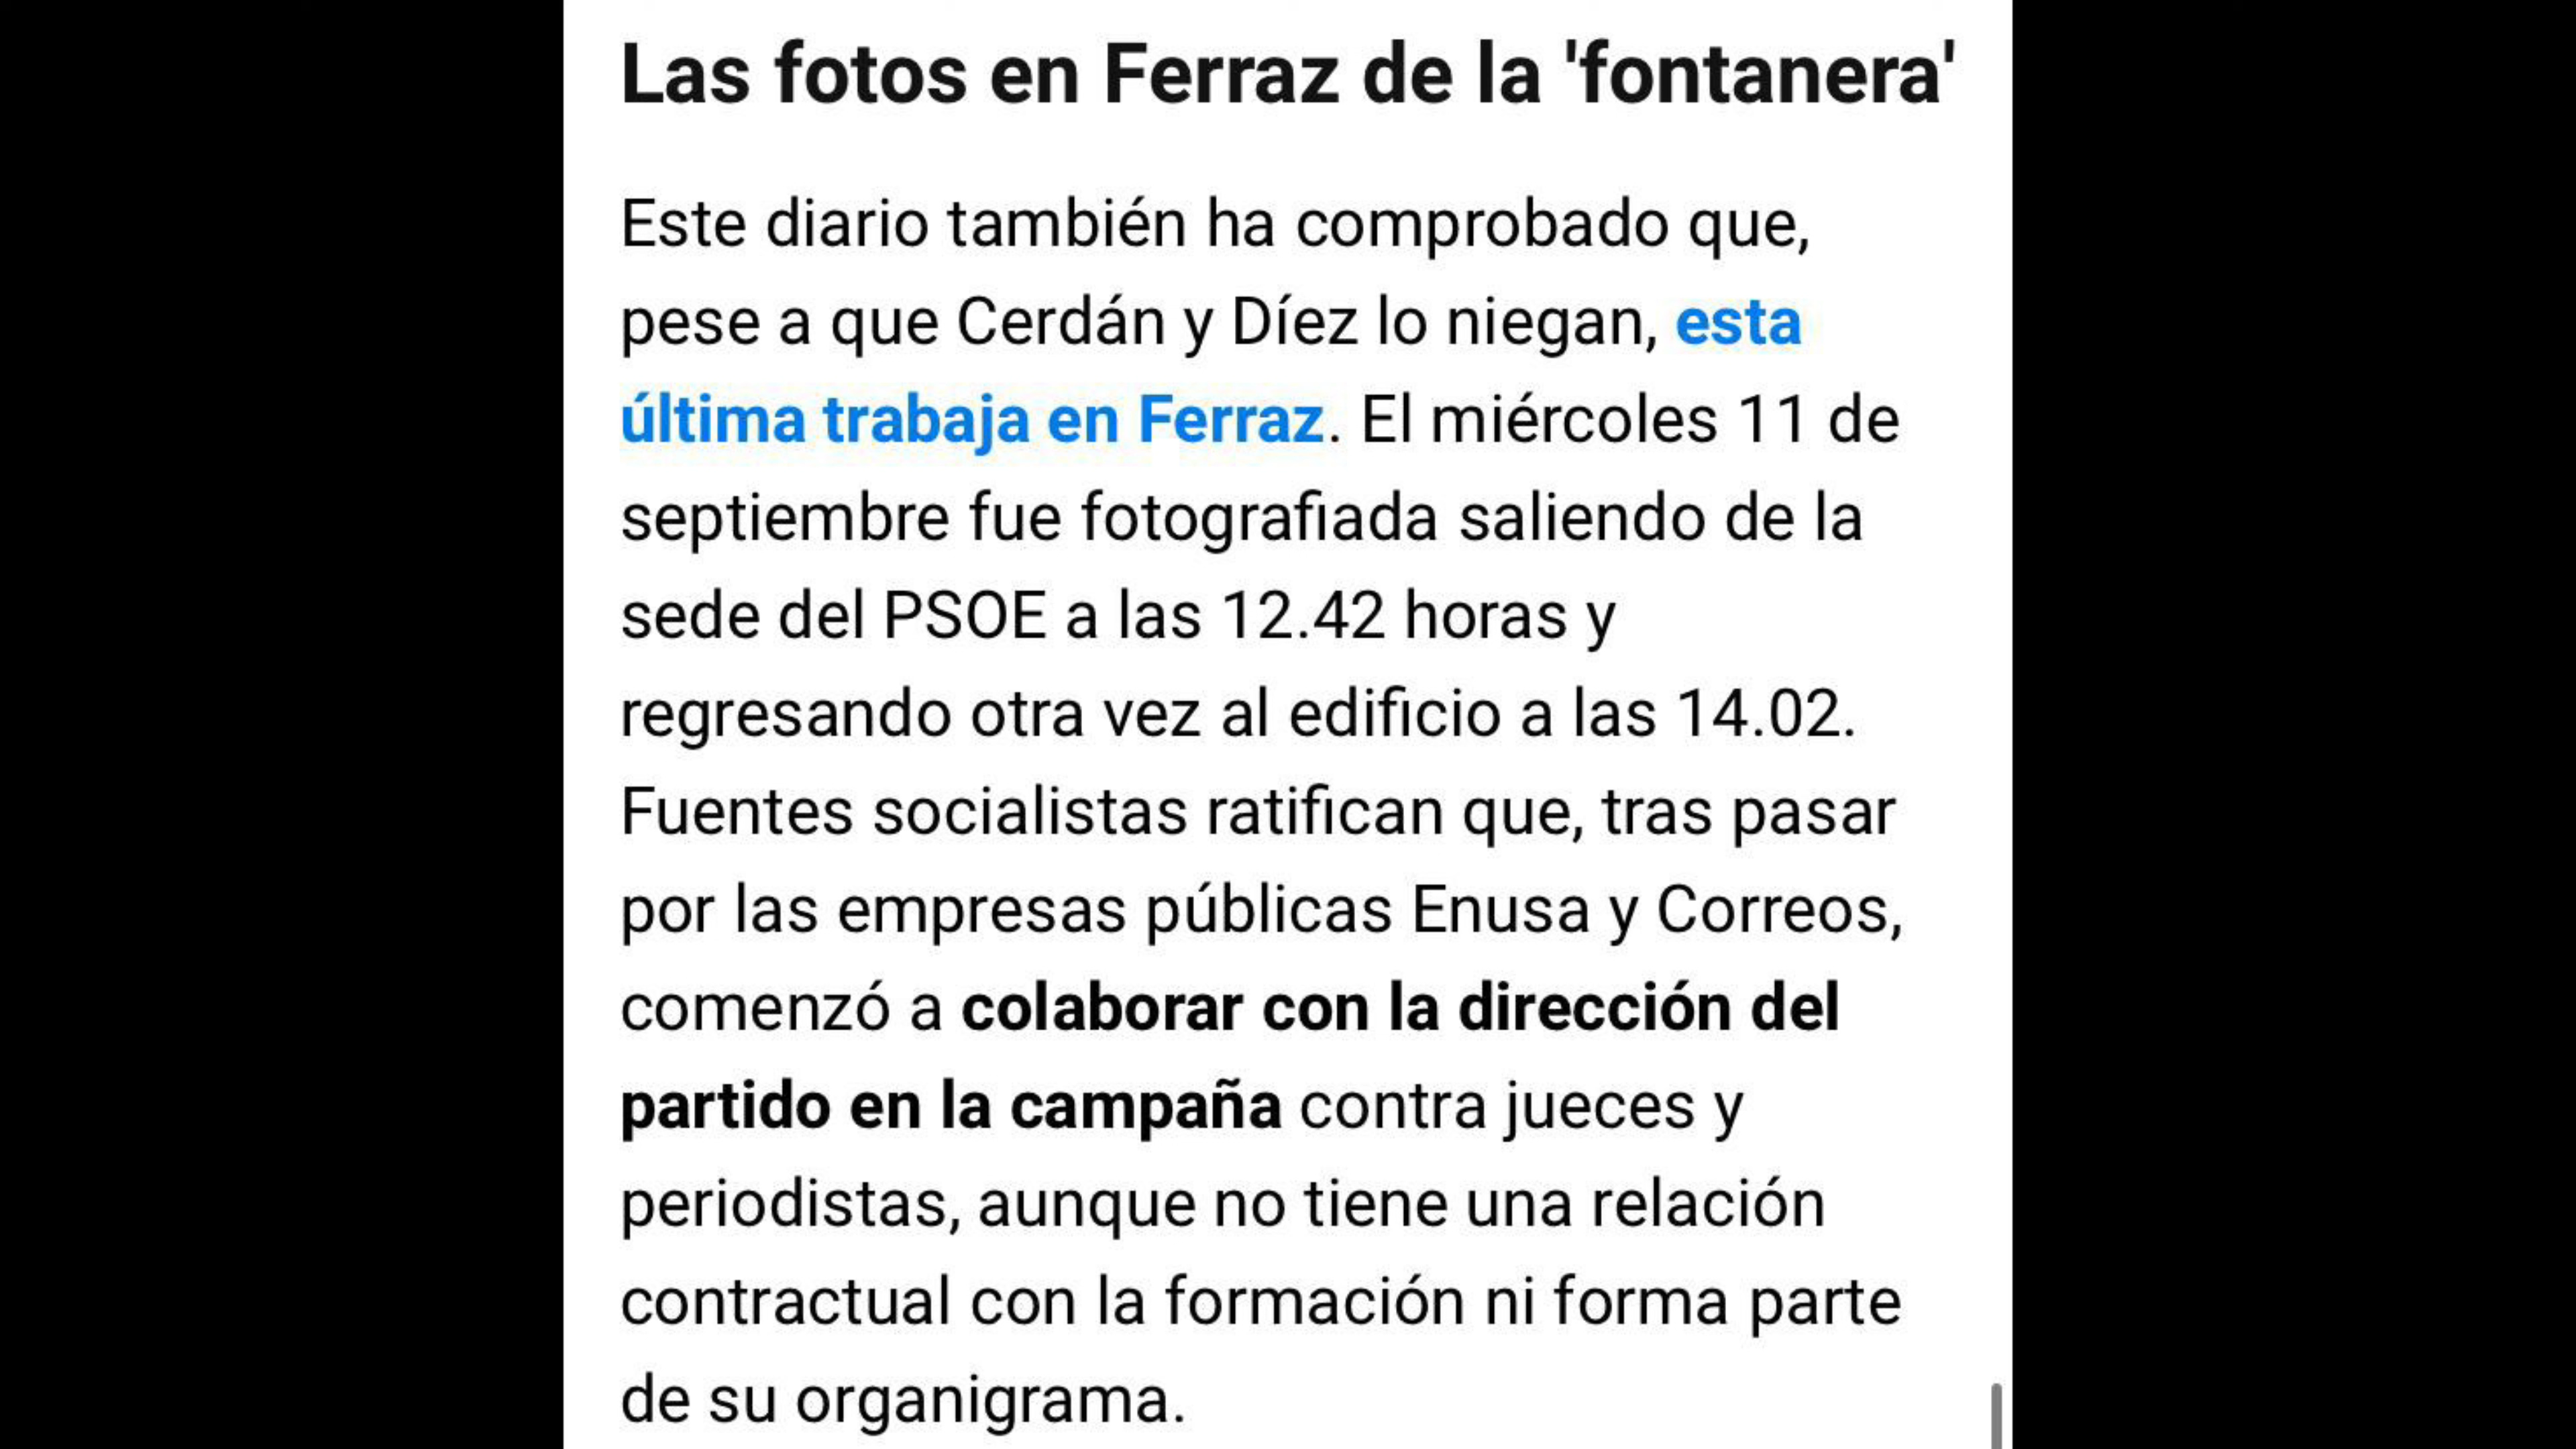 Las fotos en Ferraz de la 'fontanera'
Este diario también ha comprobado que,
pese a que Cerdán y Díez lo niegan, esta
última trabaja en Ferraz. El miércoles 11 de
septiembre fue fotografiada saliendo de la
sede del PSOE a las 12.42 horas y
regresando otra vez al edificio a las 14.02.
Fuentes socialistas ratifican que, tras pasar
por las empresas públicas Enusa y Correos,
comenzó a colaborar con la dirección del
partido en la campaña contra jueces y
periodistas, aunque no tiene una relación
contractual con la formación ni forma parte
de su organigrama.